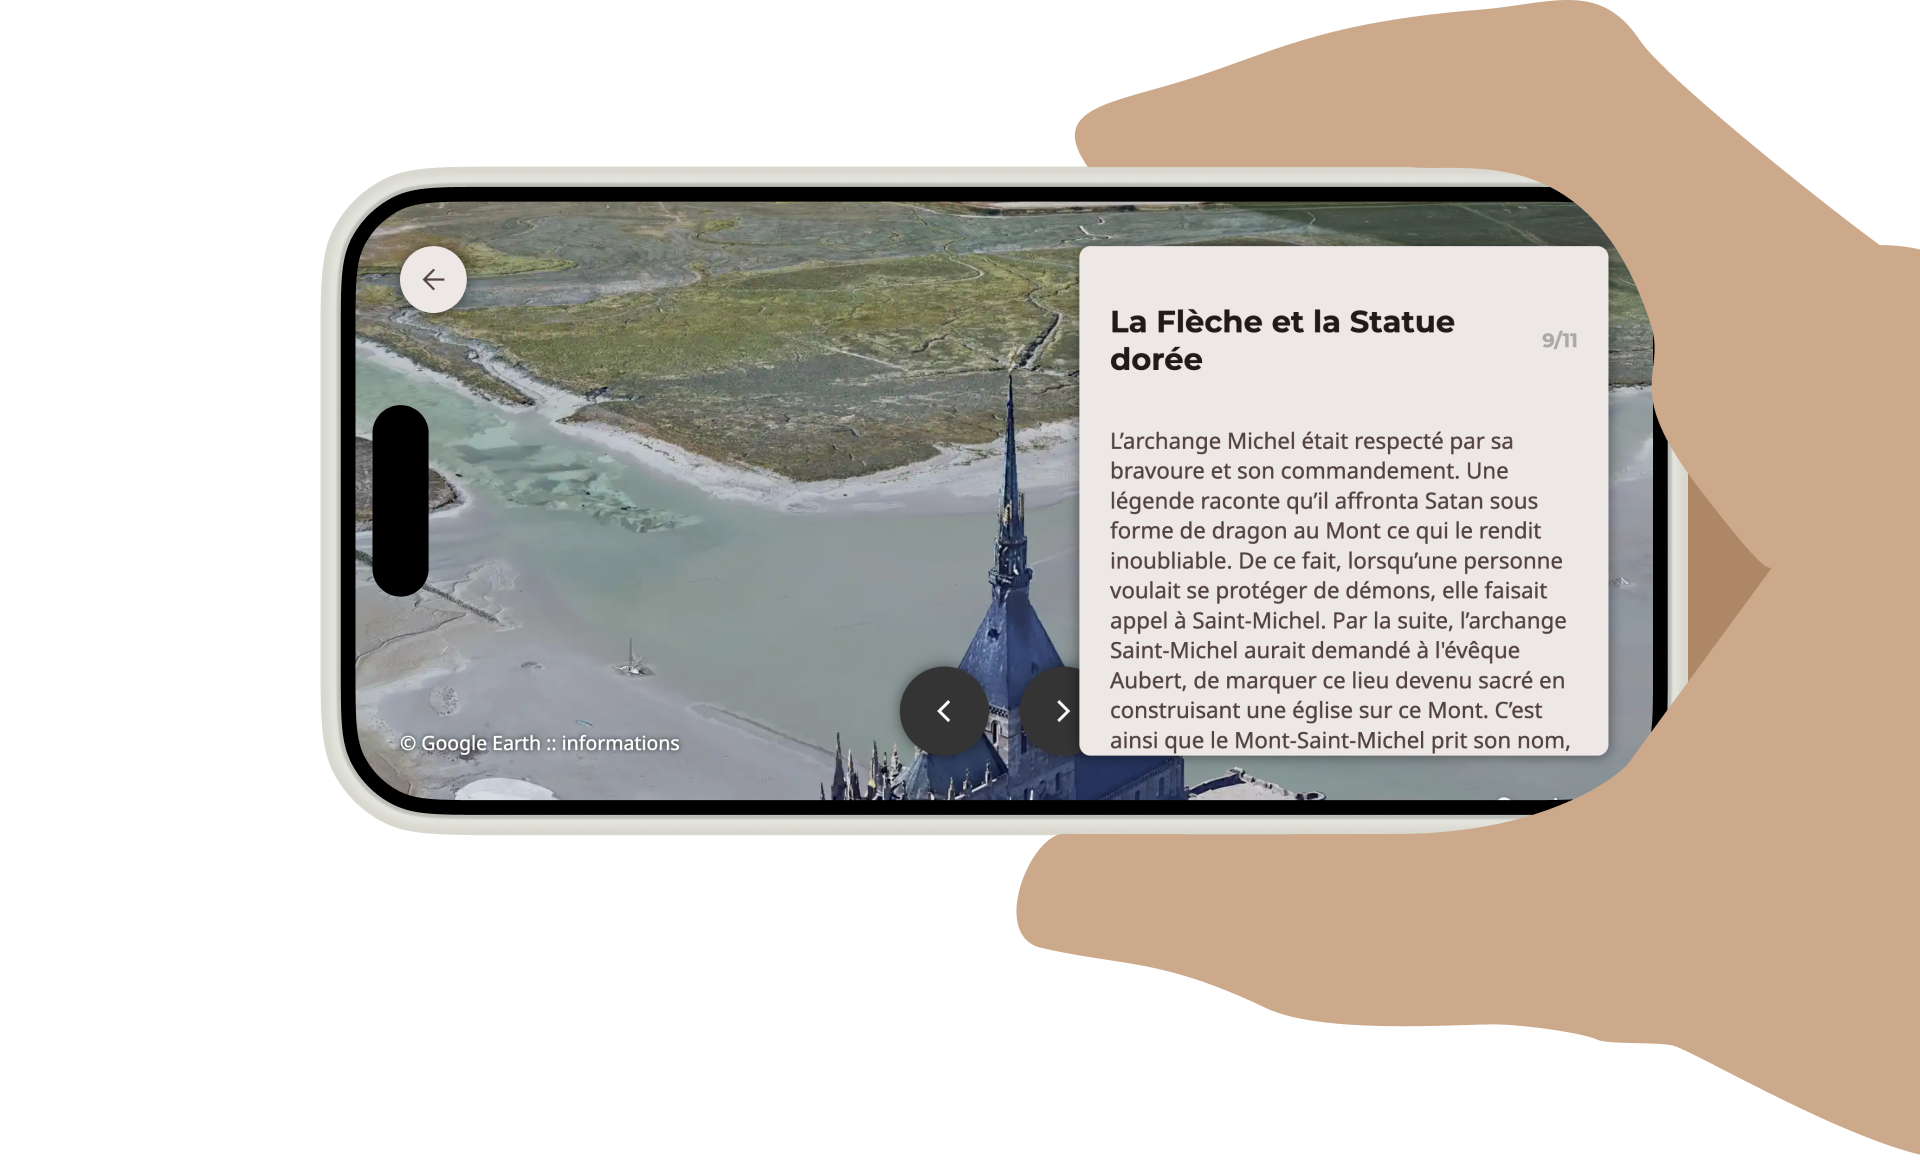 La Flèche et la Statue
dorée
9/11
L’archange Michel était respecté par sa
bravoure et son commandement. Une
légende raconte qu’il affronta Satan sous
forme de dragon au Mont ce qui le rendit
inoubliable. De ce fait, lorsqu’une personne
voulait se protéger de démons, elle faisait
appel à Saint-Michel. Par la suite, l’archange
Saint-Michel aurait demandé à l'évêque
Aubert, de marquer ce lieu devenu sacré en
construisant une église sur ce Mont. C’est
ainsi que le Mont-Saint-Michel prit son nom,
© Google Earth :: informations